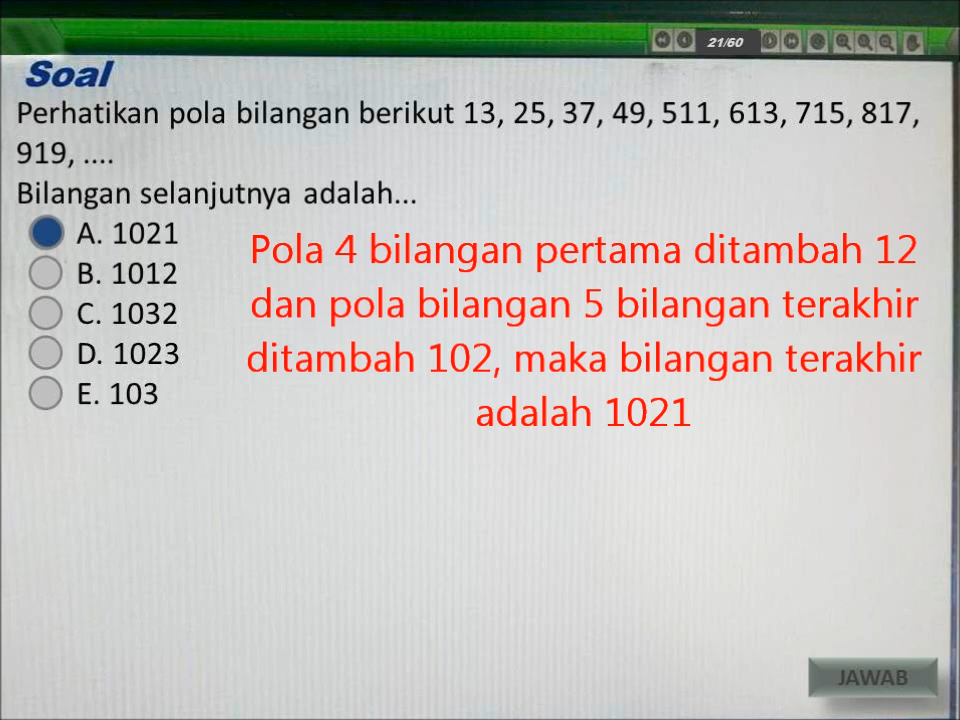 21/60
Soal
Perhatikan pola bilangan berikut 13, 25, 37, 49, 511, 613, 715, 817,
919, ....
Bilangan selanjutnya adalah...
A. 1021
B. 1012
C. 1032
D. 1023
E. 103
Pola 4 bilangan pertama ditambah 12
dan pola bilangan 5 bilangan terakhir
ditambah 102, maka bilangan terakhir
adalah 1021
JAWAB